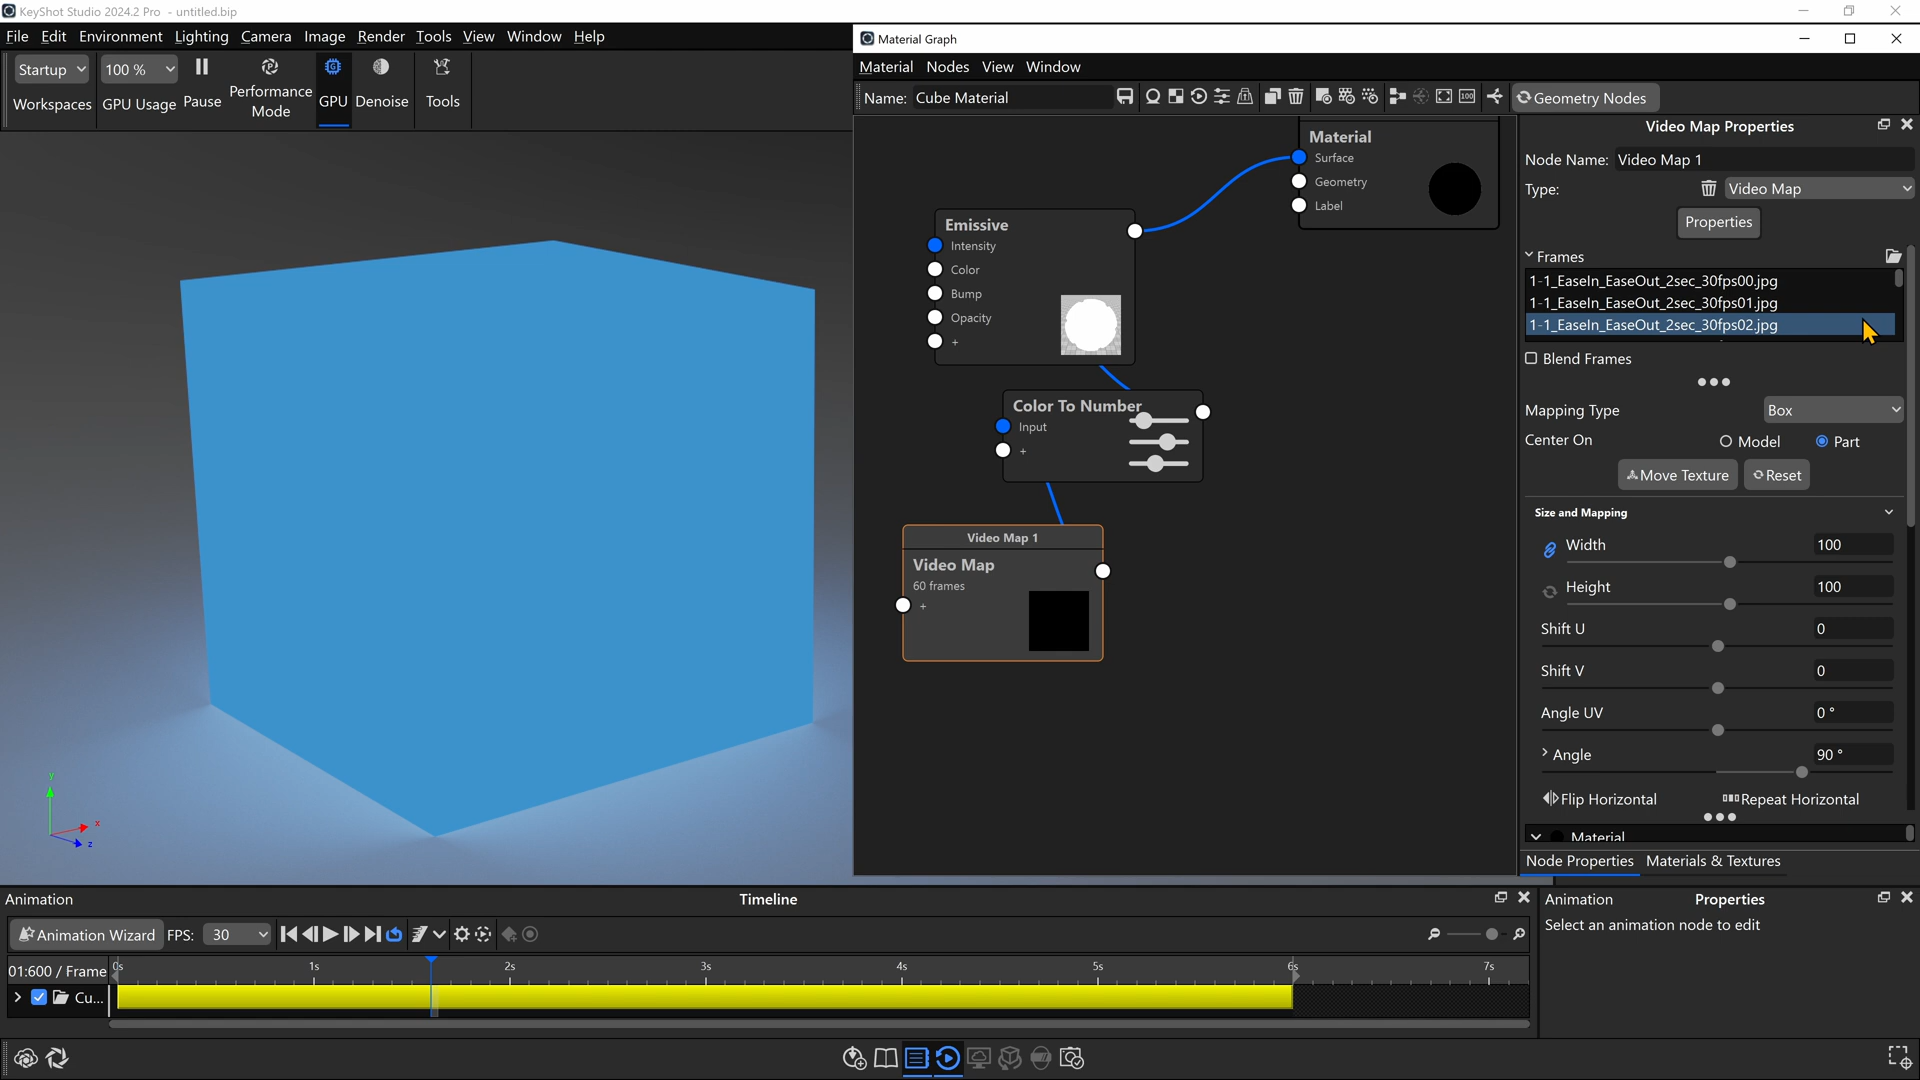 KeyShot Studio 2024.2 Pro - untitled.bip
File Edit Environment Lighting Camera Image Render Tools View Window Help
Startup
100 %
Workspaces
GPU Usage
Pause
Performance Mode
GPU
Denoise
Tools
Material Graph
Material Nodes View Window
Name: Cube Material
Geometry Nodes
Material
Surface
Geometry
Label
Emissive
Intensity
Color
Bump
Opacity
+
Color To Number
Input
+
Video Map 1
Video Map
60 frames
+
Video Map Properties
Node Name: Video Map 1
Type: Video Map
Properties
Frames
1-1_EaseIn_EaseOut_2sec_30fps00.jpg
1-1_EaseIn_EaseOut_2sec_30fps01.jpg
1-1_EaseIn_EaseOut_2sec_30fps02.jpg
Blend Frames
Mapping Type Box
Center On Model Part
Move Texture Reset
Size and Mapping
Width 100
Height 100
Shift U 0
Shift V 0
Angle UV 0 °
Angle 90 °
Flip Horizontal Repeat Horizontal
Material
Node Properties Materials & Textures
y
x
z
Animation Timeline
Animation Wizard FPS: 30
01:600 / Frame 0s 1s 2s 3s 4s 5s 6s 7s
Cu...
Animation Properties
Select an animation node to edit